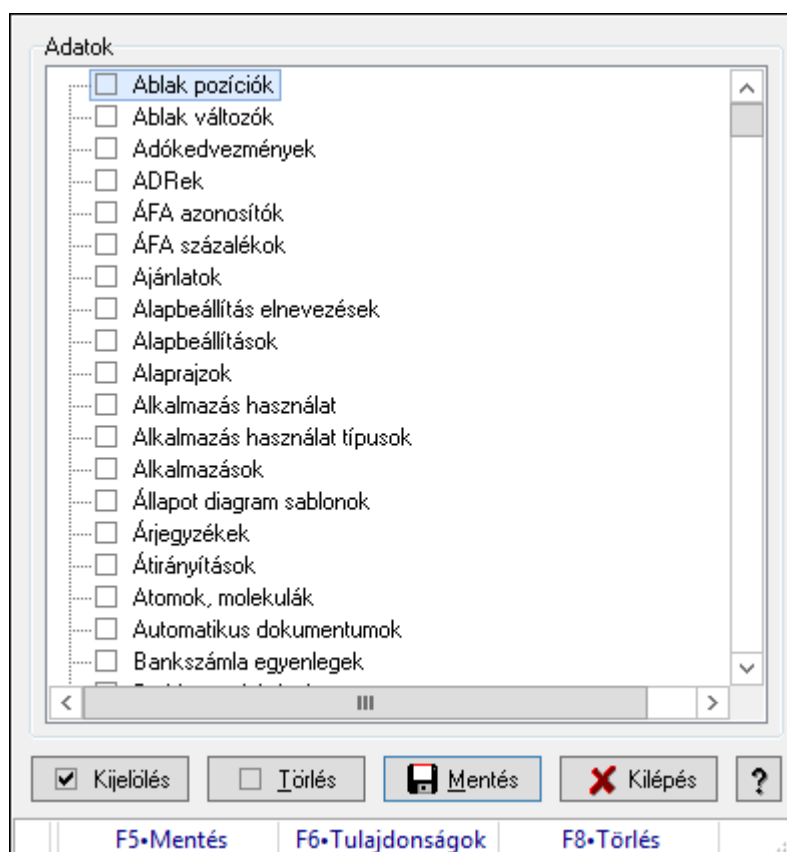 Adatok
Ablak pozíciók
Ablak változók
Adókedvezmények
ADRek
ÁFA azonosítók
ÁFA százalékok
Ajánlatok
Alapbeállítás elnevezések
Alapbeállítások
Alaprajzok
Alkalmazás használat
Alkalmazás használat típusok
Alkalmazások
Állapot diagram sablonok
Árjegyzékek
Átirányítások
Atomok, molekulák
Automatikus dokumentumok
Bankszámla egyenlegek
Kijelölés Törlés Mentés Kilépés ?
F5•Mentés F6•Tulajdonságok F8•Törlés